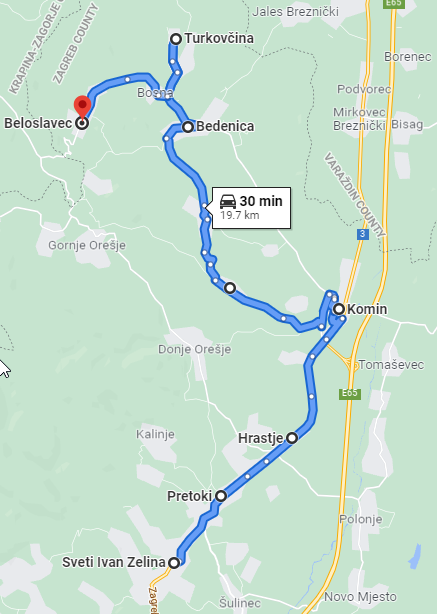 Jales Breznički
E65
KRAPINA-ZAGORJE
ZAGREB COUNTY
Turkovčina
Borenec
Podvorec
Bosna
Mirkovec
Breznički
Bisag
Beloslavec
Bedenica
VARAŽDIN COUNTY
30 min
19.7 km
3
Gornje Orešje
Komin
Donje Orešje
Tomaševec
E65
Kalinje
Hrastje
Pretoki
Polonje
Sveti Ivan Zelina
Šulinec
Novo Mjesto